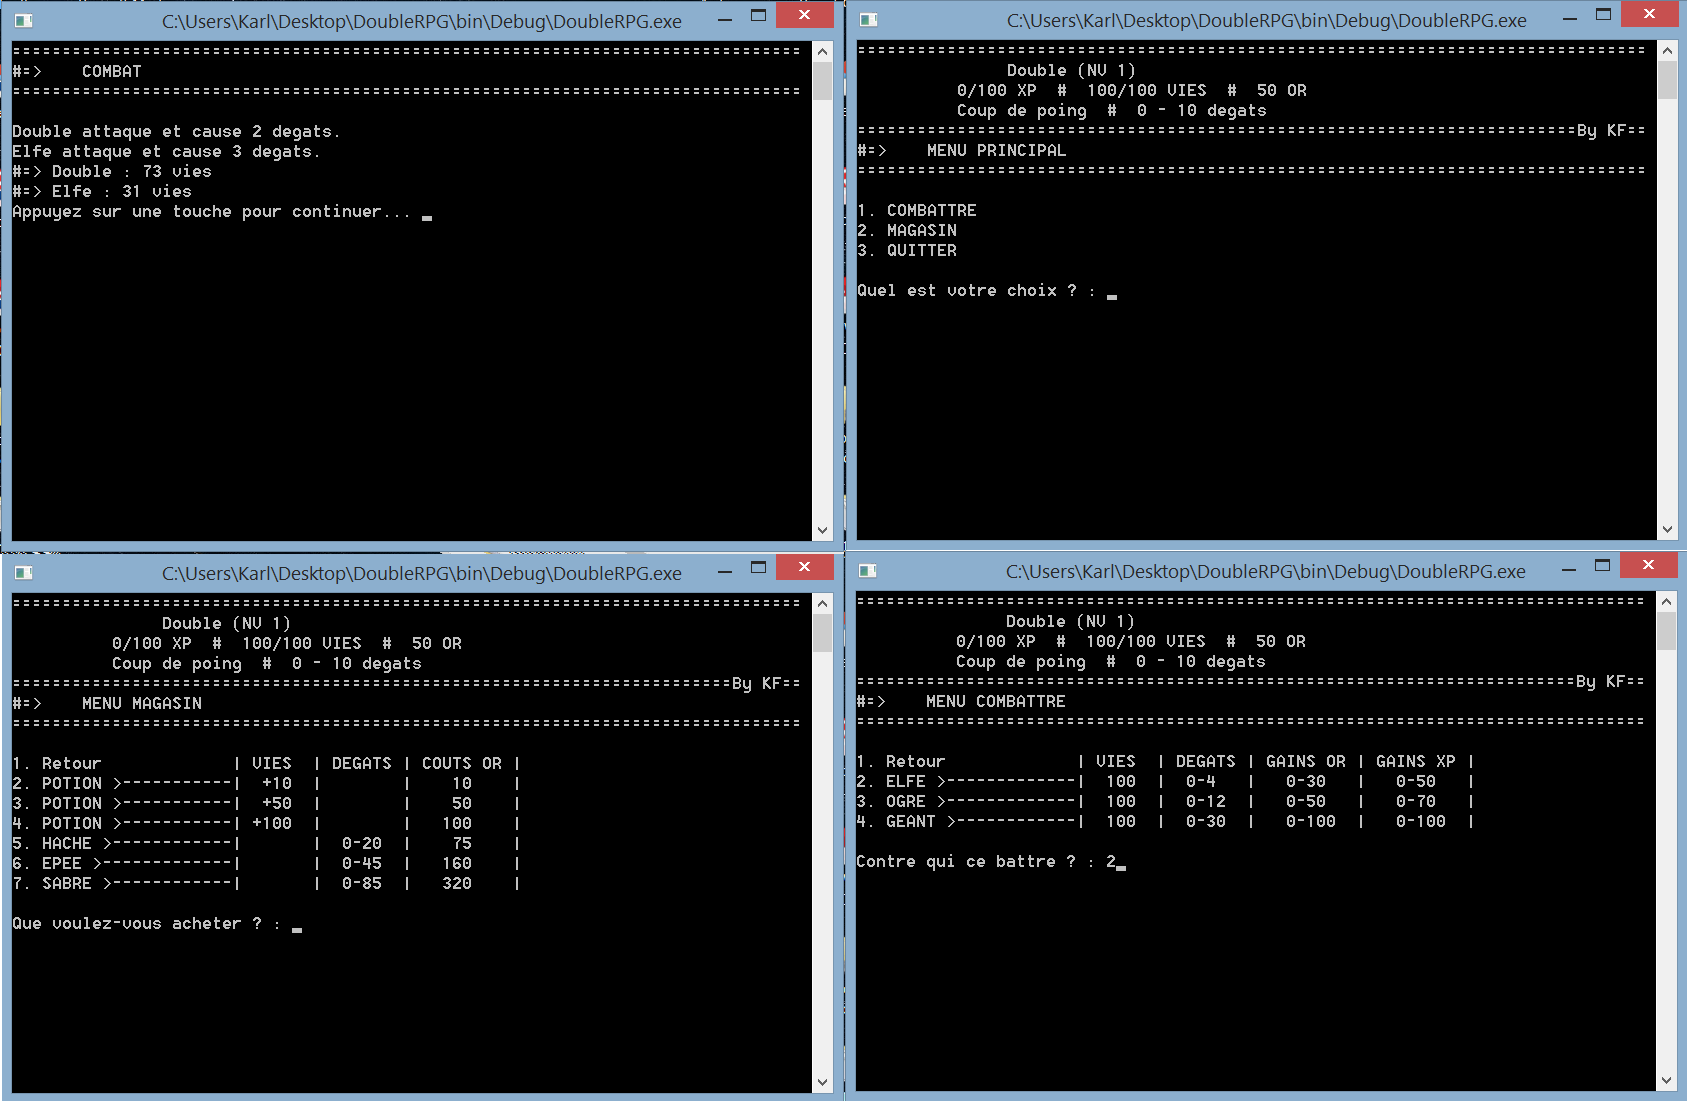 C:\Users\Karl\Desktop\DoubleRPG\bin\Debug\DoubleRPG.exe
===============================================================================
#=>    COMBAT
-------------------------------------------------------------------------------
Double attaque et cause 2 degats.
Elfe attaque et cause 3 degats.
#=> Double : 73 vies
#=> Elfe : 31 vies
Appuyez sur une touche pour continuer... _
C:\Users\Karl\Desktop\DoubleRPG\bin\Debug\DoubleRPG.exe
===============================================================================
Double (NV 1)
0/100 XP  #  100/100 VIES  #  50 OR
Coup de poing  #  0 - 10 degats
========================================================================By KF==
#=>    MENU PRINCIPAL
-------------------------------------------------------------------------------
1. COMBATTRE
2. MAGASIN
3. QUITTER
Quel est votre choix ? : _
C:\Users\Karl\Desktop\DoubleRPG\bin\Debug\DoubleRPG.exe
===============================================================================
Double (NV 1)
0/100 XP  #  100/100 VIES  #  50 OR
Coup de poing  #  0 - 10 degats
========================================================================By KF==
#=>    MENU MAGASIN
-------------------------------------------------------------------------------
1. Retour             | VIES  | DEGATS | COUTS OR |
2. POTION >-----------|  +10  |        |    10    |
3. POTION >-----------|  +50  |        |    50    |
4. POTION >-----------| +100  |        |   100    |
5. HACHE >------------|       |  0-20  |    75    |
6. EPEE >-------------|       |  0-45  |   160    |
7. SABRE >------------|       |  0-85  |   320    |
Que voulez-vous acheter ? : _
C:\Users\Karl\Desktop\DoubleRPG\bin\Debug\DoubleRPG.exe
===============================================================================
Double (NV 1)
0/100 XP  #  100/100 VIES  #  50 OR
Coup de poing  #  0 - 10 degats
========================================================================By KF==
#=>    MENU COMBATTRE
-------------------------------------------------------------------------------
1. Retour             | VIES  | DEGATS | GAINS OR | GAINS XP |
2. ELFE >-------------|  100  |  0-4   |   0-30   |   0-50   |
3. OGRE >-------------|  100  |  0-12  |   0-50   |   0-70   |
4. GEANT >------------|  100  |  0-30  |   0-100  |   0-100  |
Contre qui ce battre ? : 2_